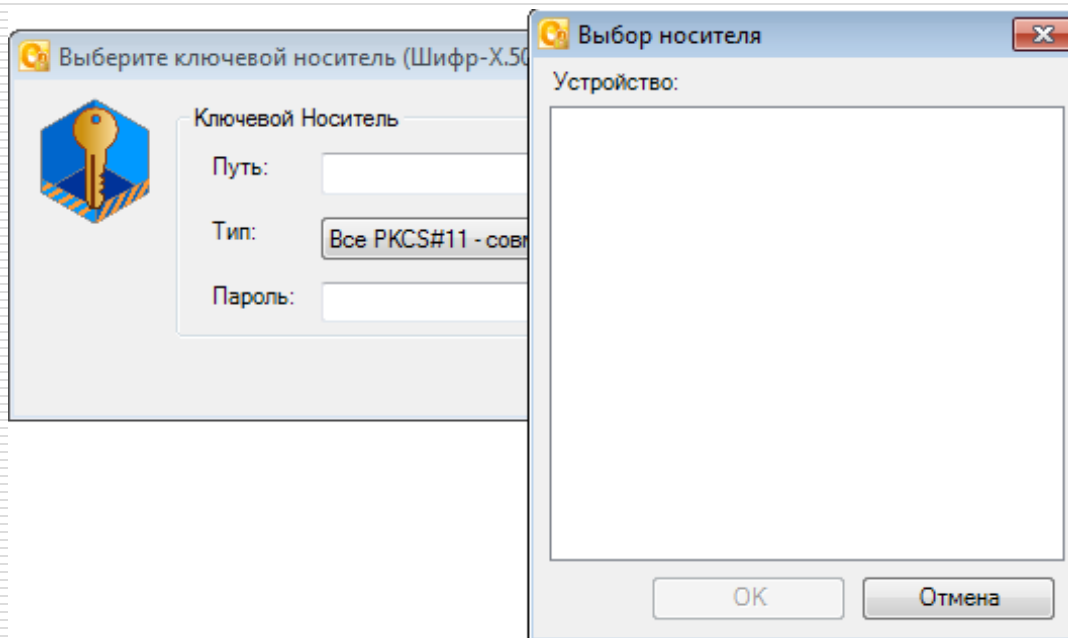 Выберите ключевой носитель (Шифр-X.50
Ключевой Носитель
Путь:
Тип:
Все PKCS#11 - совм
Пароль:
Выбор носителя
Устройство:
OK
Отмена